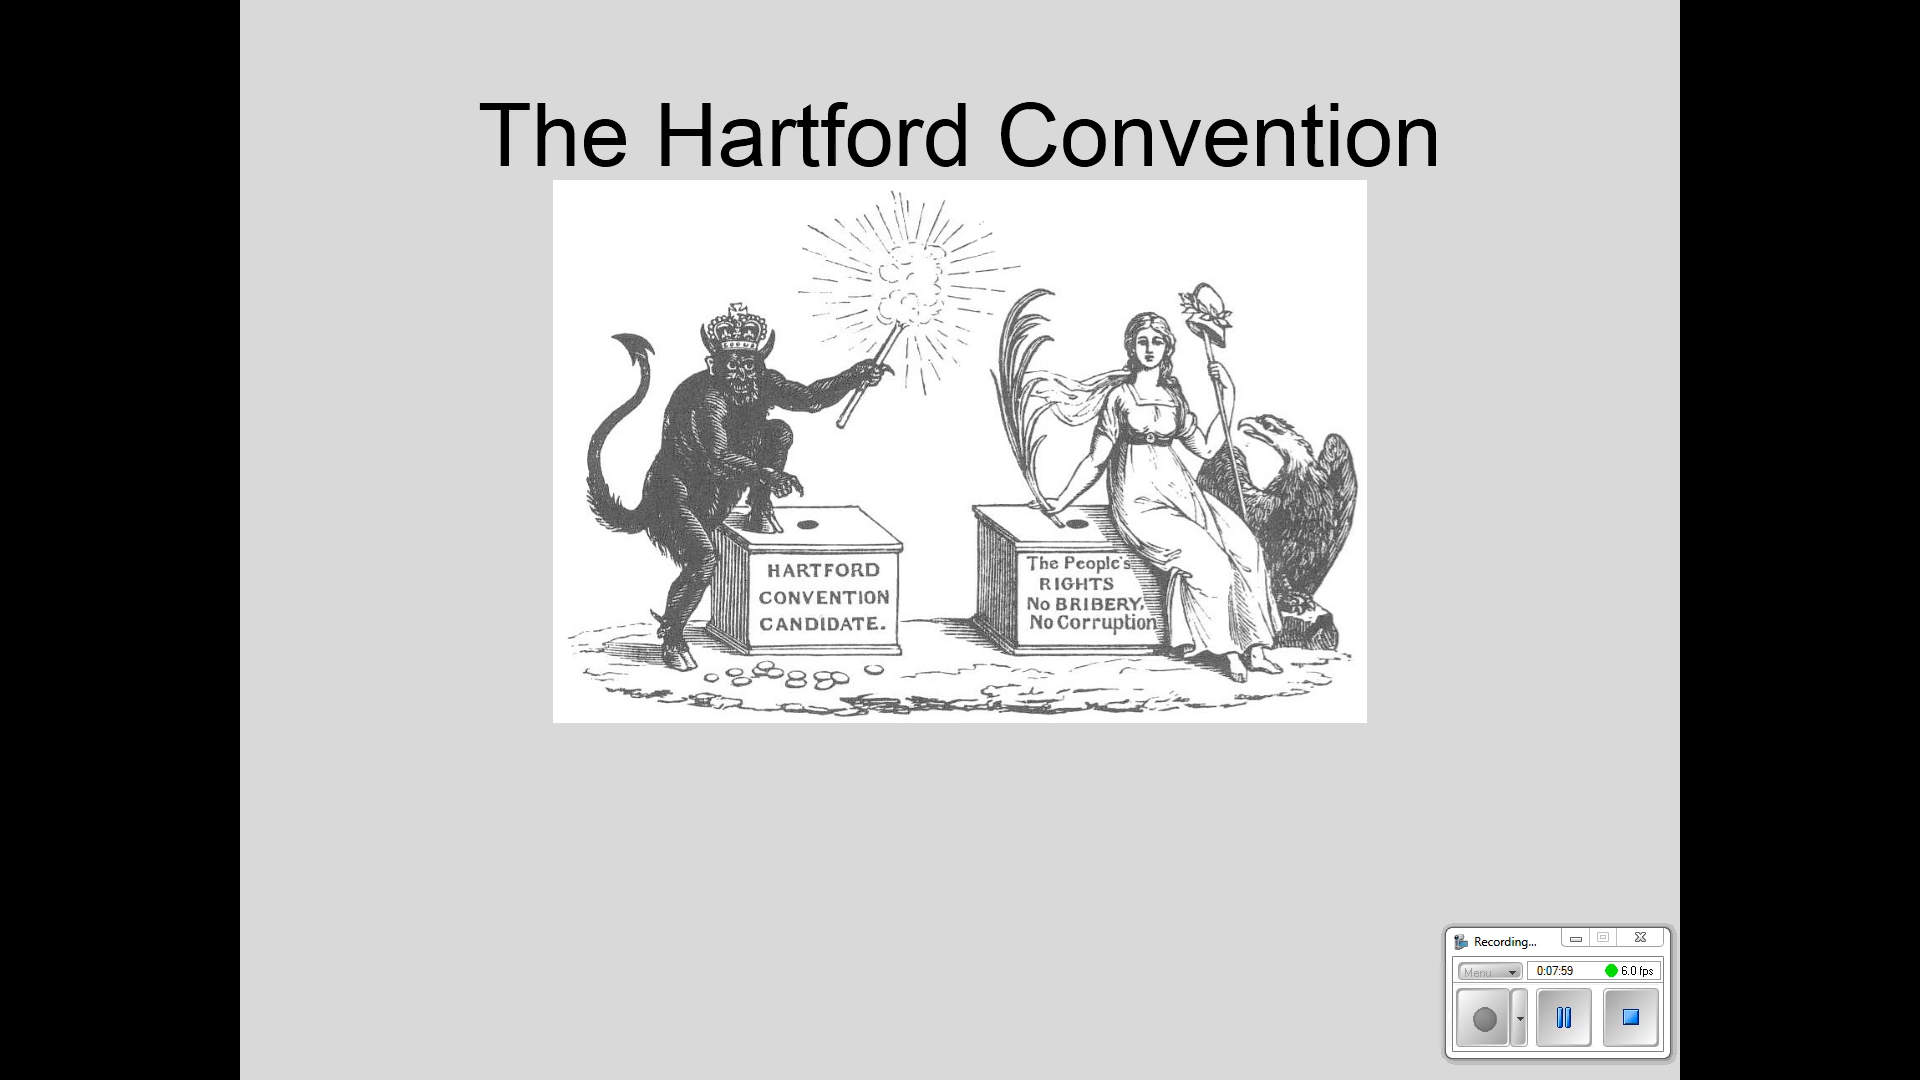 The Hartford Convention
HARTFORD
CONVENTION
CANDIDATE.
The People's
RIGHTS
No BRIBERY,
No Corruption
Recording...
Menu
0:07:59
6.0 fps